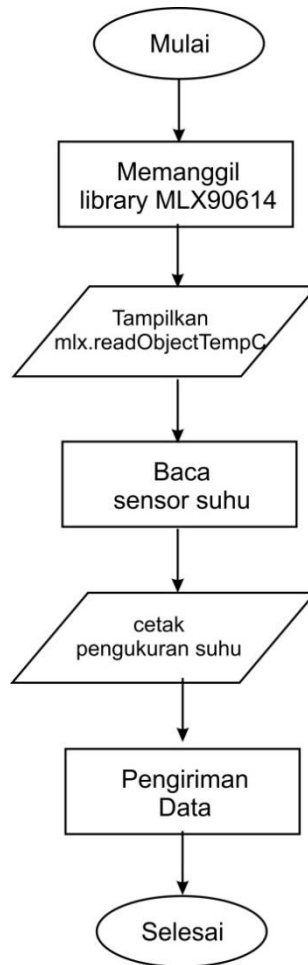 Mulai
Memanggil
library MLX90614
Tampilkan
mlx.readObjectTempC
Baca
sensor suhu
cetak
pengukuran suhu
Pengiriman
Data
Selesai